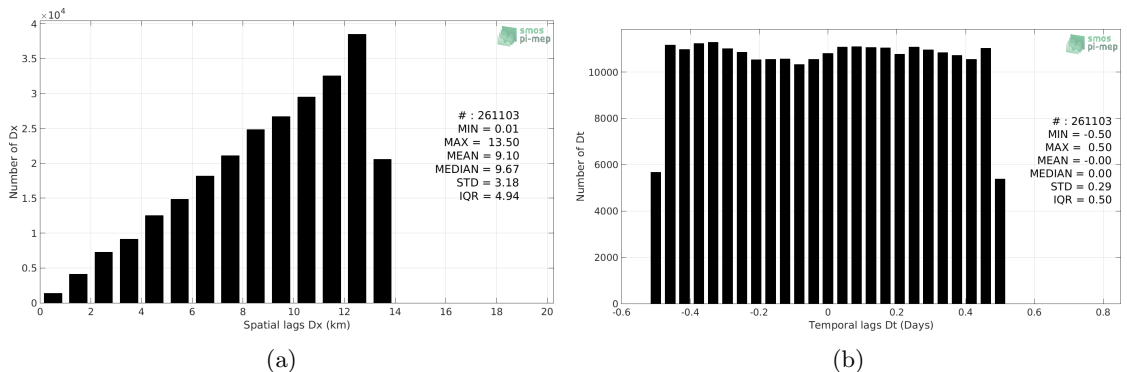 ×10^4
4
3.5
3
2.5
2
1.5
1
0.5
0
Number of Dx
0 2 4 6 8 10 12 14 16 18 20
Spatial lags Dx (km)
smos
pi-mep
# : 261103
MIN = 0.01
MAX = 13.50
MEAN = 9.10
MEDIAN = 9.67
STD = 3.18
IQR = 4.94
(a)
10000
8000
6000
4000
2000
0
Number of Dt
-0.6 -0.4 -0.2 0 0.2 0.4 0.6 0.8
Temporal lags Dt (Days)
smos
pi-mep
# : 261103
MIN = -0.50
MAX = 0.50
MEAN = -0.00
MEDIAN = 0.00
STD = 0.29
IQR = 0.50
(b)